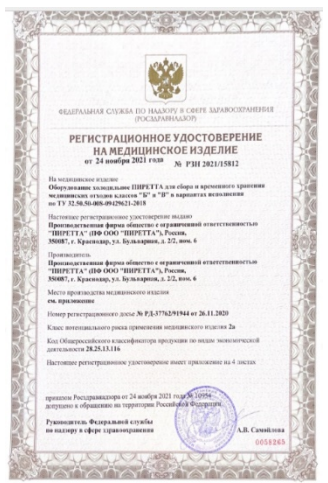 ФЕДЕРАЛЬНАЯ СЛУЖБА ПО НАДЗОРУ В СФЕРЕ ЗДРАВООХРАНЕНИЯ
(РОСЗДРАВНАДЗОР)
РЕГИСТРАЦИОННОЕ УДОСТОВЕРЕНИЕ
НА МЕДИЦИНСКОЕ ИЗДЕЛИЕ
от 24 ноября 2021 года № РЗН 2021/15812
На медицинское изделие
Оборудование холодильное ПИРЕТТА для сбора и временного хранения
медицинских отходов классов "Б" и "В" в вариантах исполнения
по ТУ 32.50.50-008-09429621-2018
Настоящее регистрационное удостоверение выдано
Производственная фирма общество с ограниченной ответственностью
"ПИРЕТТА" (ПФ ООО "ПИРЕТТА"), Россия,
350087, г. Краснодар, ул. Бульварная, д. 2/2, пом. 6
Производитель
Производственная фирма общество с ограниченной ответственностью
"ПИРЕТТА" (ПФ ООО "ПИРЕТТА"), Россия,
350087, г. Краснодар, ул. Бульварная, д. 2/2, пом. 6
Место производства медицинского изделия
см. приложение
Номер регистрационного досье № РД-37762/91944 от 26.11.2020
Класс потенциального риска применения медицинского изделия 2а
Код Общероссийского классификатора продукции по видам экономической
деятельности 28.25.13.116
Настоящее регистрационное удостоверение имеет приложение на 4 листах
приказом Росздравнадзора от 24 ноября 2021 года №
допущено к обращению на территории Российской Федерации.
Руководитель Федеральной службы
по надзору в сфере здравоохранения А.В. Самойлова
0058265